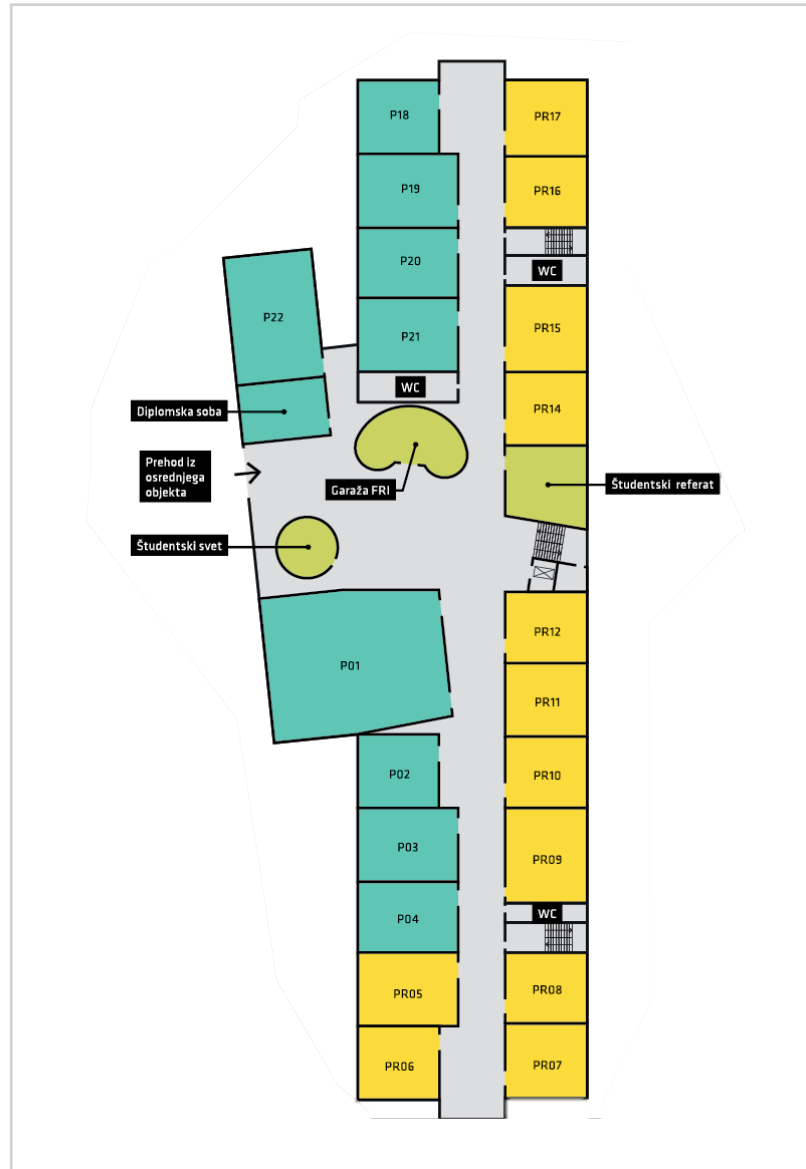 P18
PR17
P19
PR16
P20
WC
P22
PR15
P21
WC
Diplomska soba
PR14
Prehod iz
osrednjega
objekta
Garaža FRI
Študentski referat
Študentski svet
PR12
P01
PR11
P02
PR10
P03
PR09
P04
WC
PR05
PR08
PR06
PR07